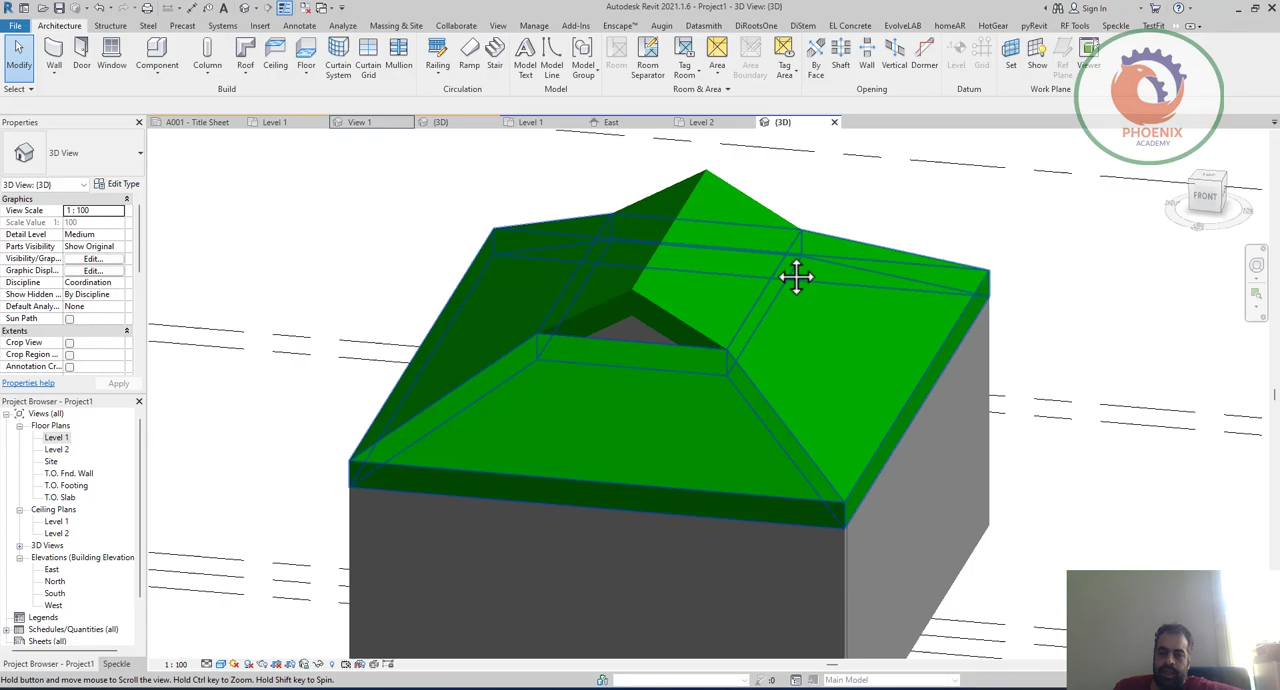 Autodesk Revit 2021.1.6 - 3D View: {3D}
Sign In
File Architecture Structure Steel Precast Systems Insert Annotate Analyze Massing & Site Collaborate View Manage Add-Ins Enscape™ Augin Datasmith DiRootsOne DiStem EL Concrete EvolveLAB homeAR HotGear pyRevit RF Tools Speckle TestFit
Modify Wall Door Window Component Column Roof Ceiling Floor Curtain System Curtain Grid Mullion Railing Ramp Stair Model Text Model Line Model Group Room Room Separator Tag Room Area Area Boundary Tag Area By Face Shaft Wall Vertical Dormer Level Grid Set Show Ref Plane Viewer
Select Build Circulation Model Room & Area Opening Datum Work Plane
PHOENIX
ACADEMY
Properties
A001 - Title Sheet Level 1 View 1 {3D} Level 1 East Level 2 {3D}
3D View
3D View: {3D} Edit Type
Graphics
View Scale 1 : 100
Scale Value 1: 100
Detail Level Medium
Parts Visibility Show Original
Visibility/Grap... Edit...
Graphic Displ... Edit...
Discipline Coordination
Show Hidden ... By Discipline
Default Analy... None
Sun Path
Extents
Crop View
Crop Region ...
Annotation Cr...
Properties help Apply
FRONT
Project Browser - Project1
Views (all)
Floor Plans
Level 1
Level 2
Site
T.O. Fnd. Wall
T.O. Footing
T.O. Slab
Ceiling Plans
Level 1
Level 2
3D Views
Elevations (Building Elevation
East
North
South
West
Legends
Schedules/Quantities (all)
Sheets (all)
Project Browser - Project1 Speckle
1 : 100
Hold button and move mouse to Scroll the view. Hold Ctrl key to Zoom. Hold Shift key to Spin.
:0 Main Model